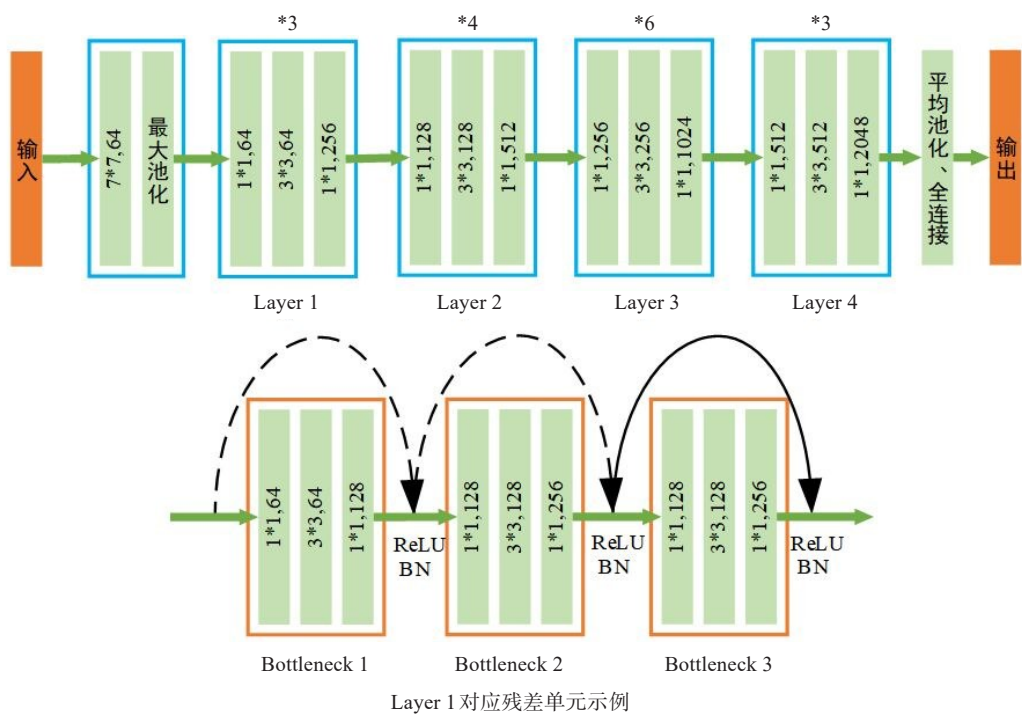 *3
*4
*6
*3
输入
7*7,64
最大池化
1*1,64
3*3,64
1*1,256
1*1,128
3*3,128
1*1,512
1*1,256
3*3,256
1*1,1024
1*1,512
3*3,512
1*1,2048
平均池化、全连接
输出
Layer 1
Layer 2
Layer 3
Layer 4
1*1,64
3*3,64
1*1,128
ReLU
BN
1*1,128
3*3,128
1*1,256
ReLU
BN
1*1,128
3*3,128
1*1,256
ReLU
BN
Bottleneck 1
Bottleneck 2
Bottleneck 3
Layer 1对应残差单元示例